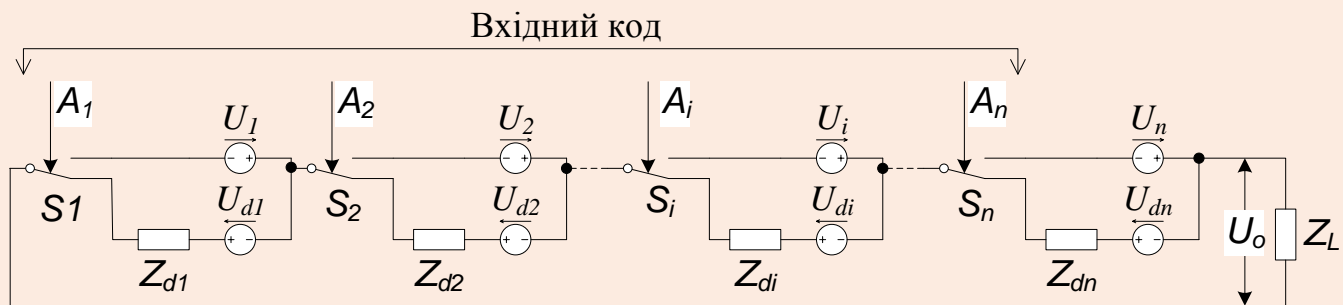 Вхідний код
A1 A2 Ai An
U1 U2 Ui Un
S1 S2 Si Sn
Ud1 Ud2 Udi Udn
Uo ZL
Zd1 Zd2 Zdi Zdn